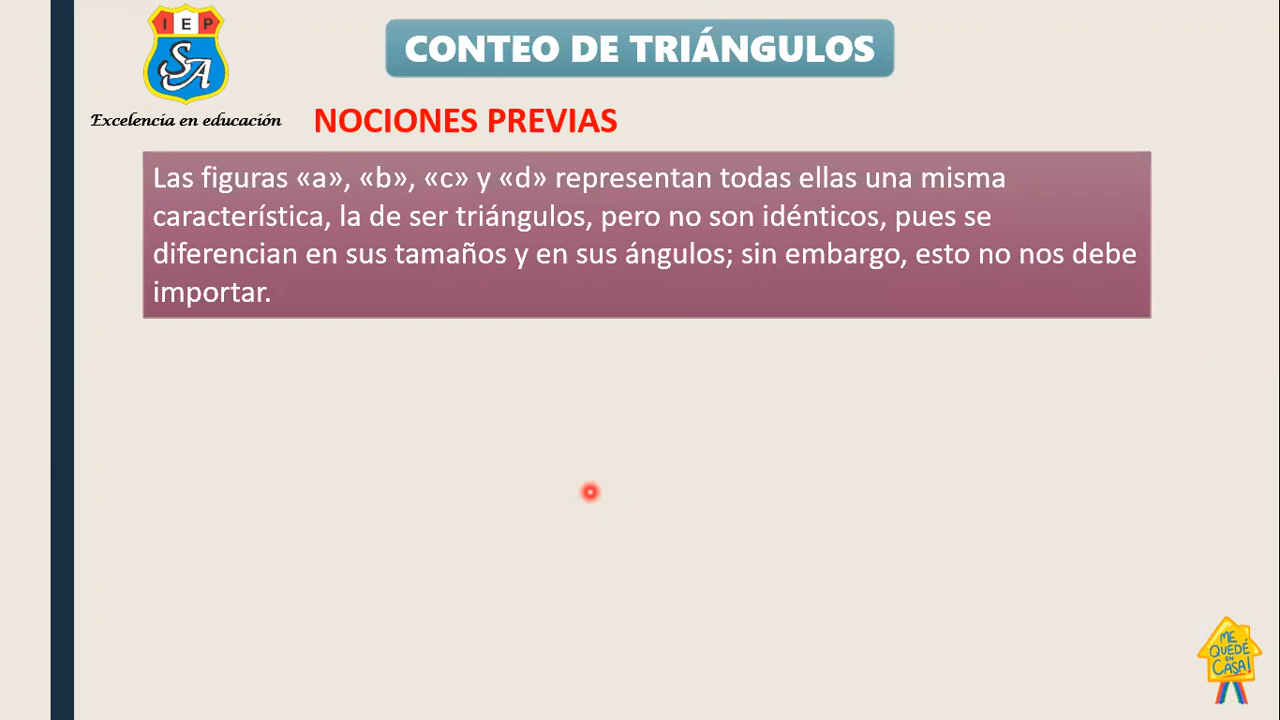 I E P
SA
Excelencia en educación
CONTEO DE TRIÁNGULOS
NOCIONES PREVIAS
Las figuras «a», «b», «c» y «d» representan todas ellas una misma
característica, la de ser triángulos, pero no son idénticos, pues se
diferencian en sus tamaños y en sus ángulos; sin embargo, esto no nos debe
importar.
ME
QUEDÉ
EN
CASA!